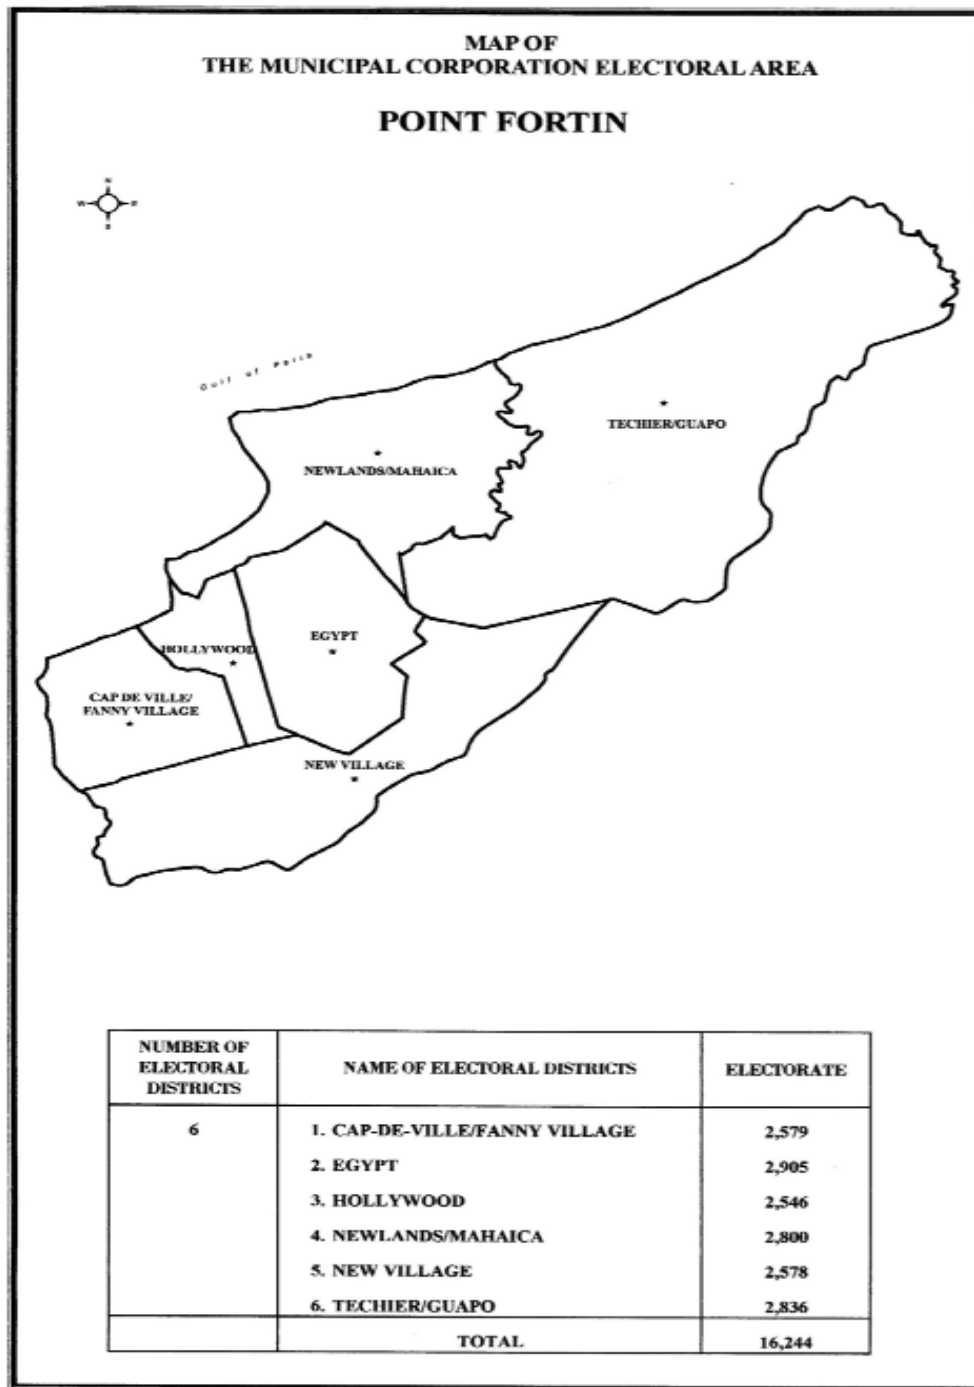 MAP OF
THE MUNICIPAL CORPORATION ELECTORAL AREA
POINT FORTIN
N
W E
S
Gulf of Paria
TECHIER/GUAPO
NEWLANDS/MAHAICA
EGYPT
HOLLYWOOD
CAP DE VILLE/
FANNY VILLAGE
NEW VILLAGE
NUMBER OF
ELECTORAL
DISTRICTS
NAME OF ELECTORAL DISTRICTS
ELECTORATE
6
1. CAP-DE-VILLE/FANNY VILLAGE 2,579
2. EGYPT 2,905
3. HOLLYWOOD 2,546
4. NEWLANDS/MAHAICA 2,800
5. NEW VILLAGE 2,578
6. TECHIER/GUAPO 2,836
TOTAL 16,244